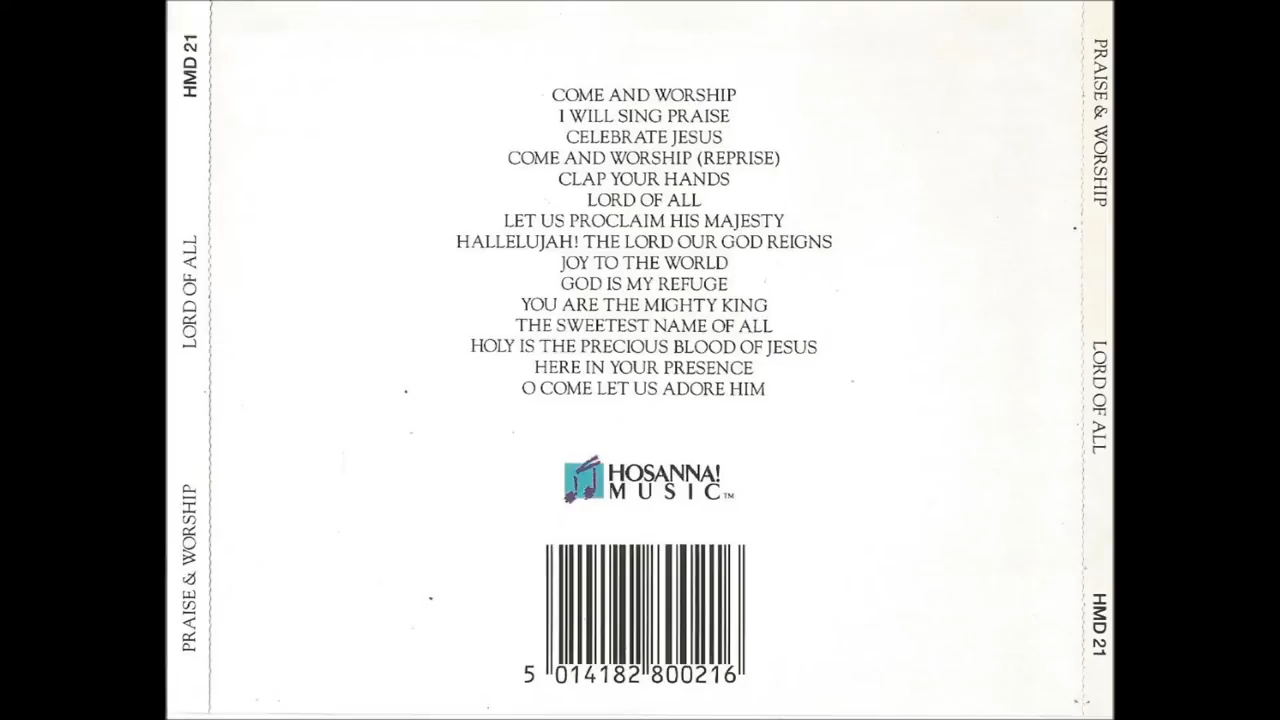 HMD 21
LORD OF ALL
PRAISE & WORSHIP
COME AND WORSHIP
I WILL SING PRAISE
CELEBRATE JESUS
COME AND WORSHIP (REPRISE)
CLAP YOUR HANDS
LORD OF ALL
LET US PROCLAIM HIS MAJESTY
HALLELUJAH! THE LORD OUR GOD REIGNS
JOY TO THE WORLD
GOD IS MY REFUGE
YOU ARE THE MIGHTY KING
THE SWEETEST NAME OF ALL
HOLY IS THE PRECIOUS BLOOD OF JESUS
HERE IN YOUR PRESENCE
O COME LET US ADORE HIM
HOSANNA!
MUSIC™
5 014182 800216
PRAISE & WORSHIP
LORD OF ALL
HMD 21